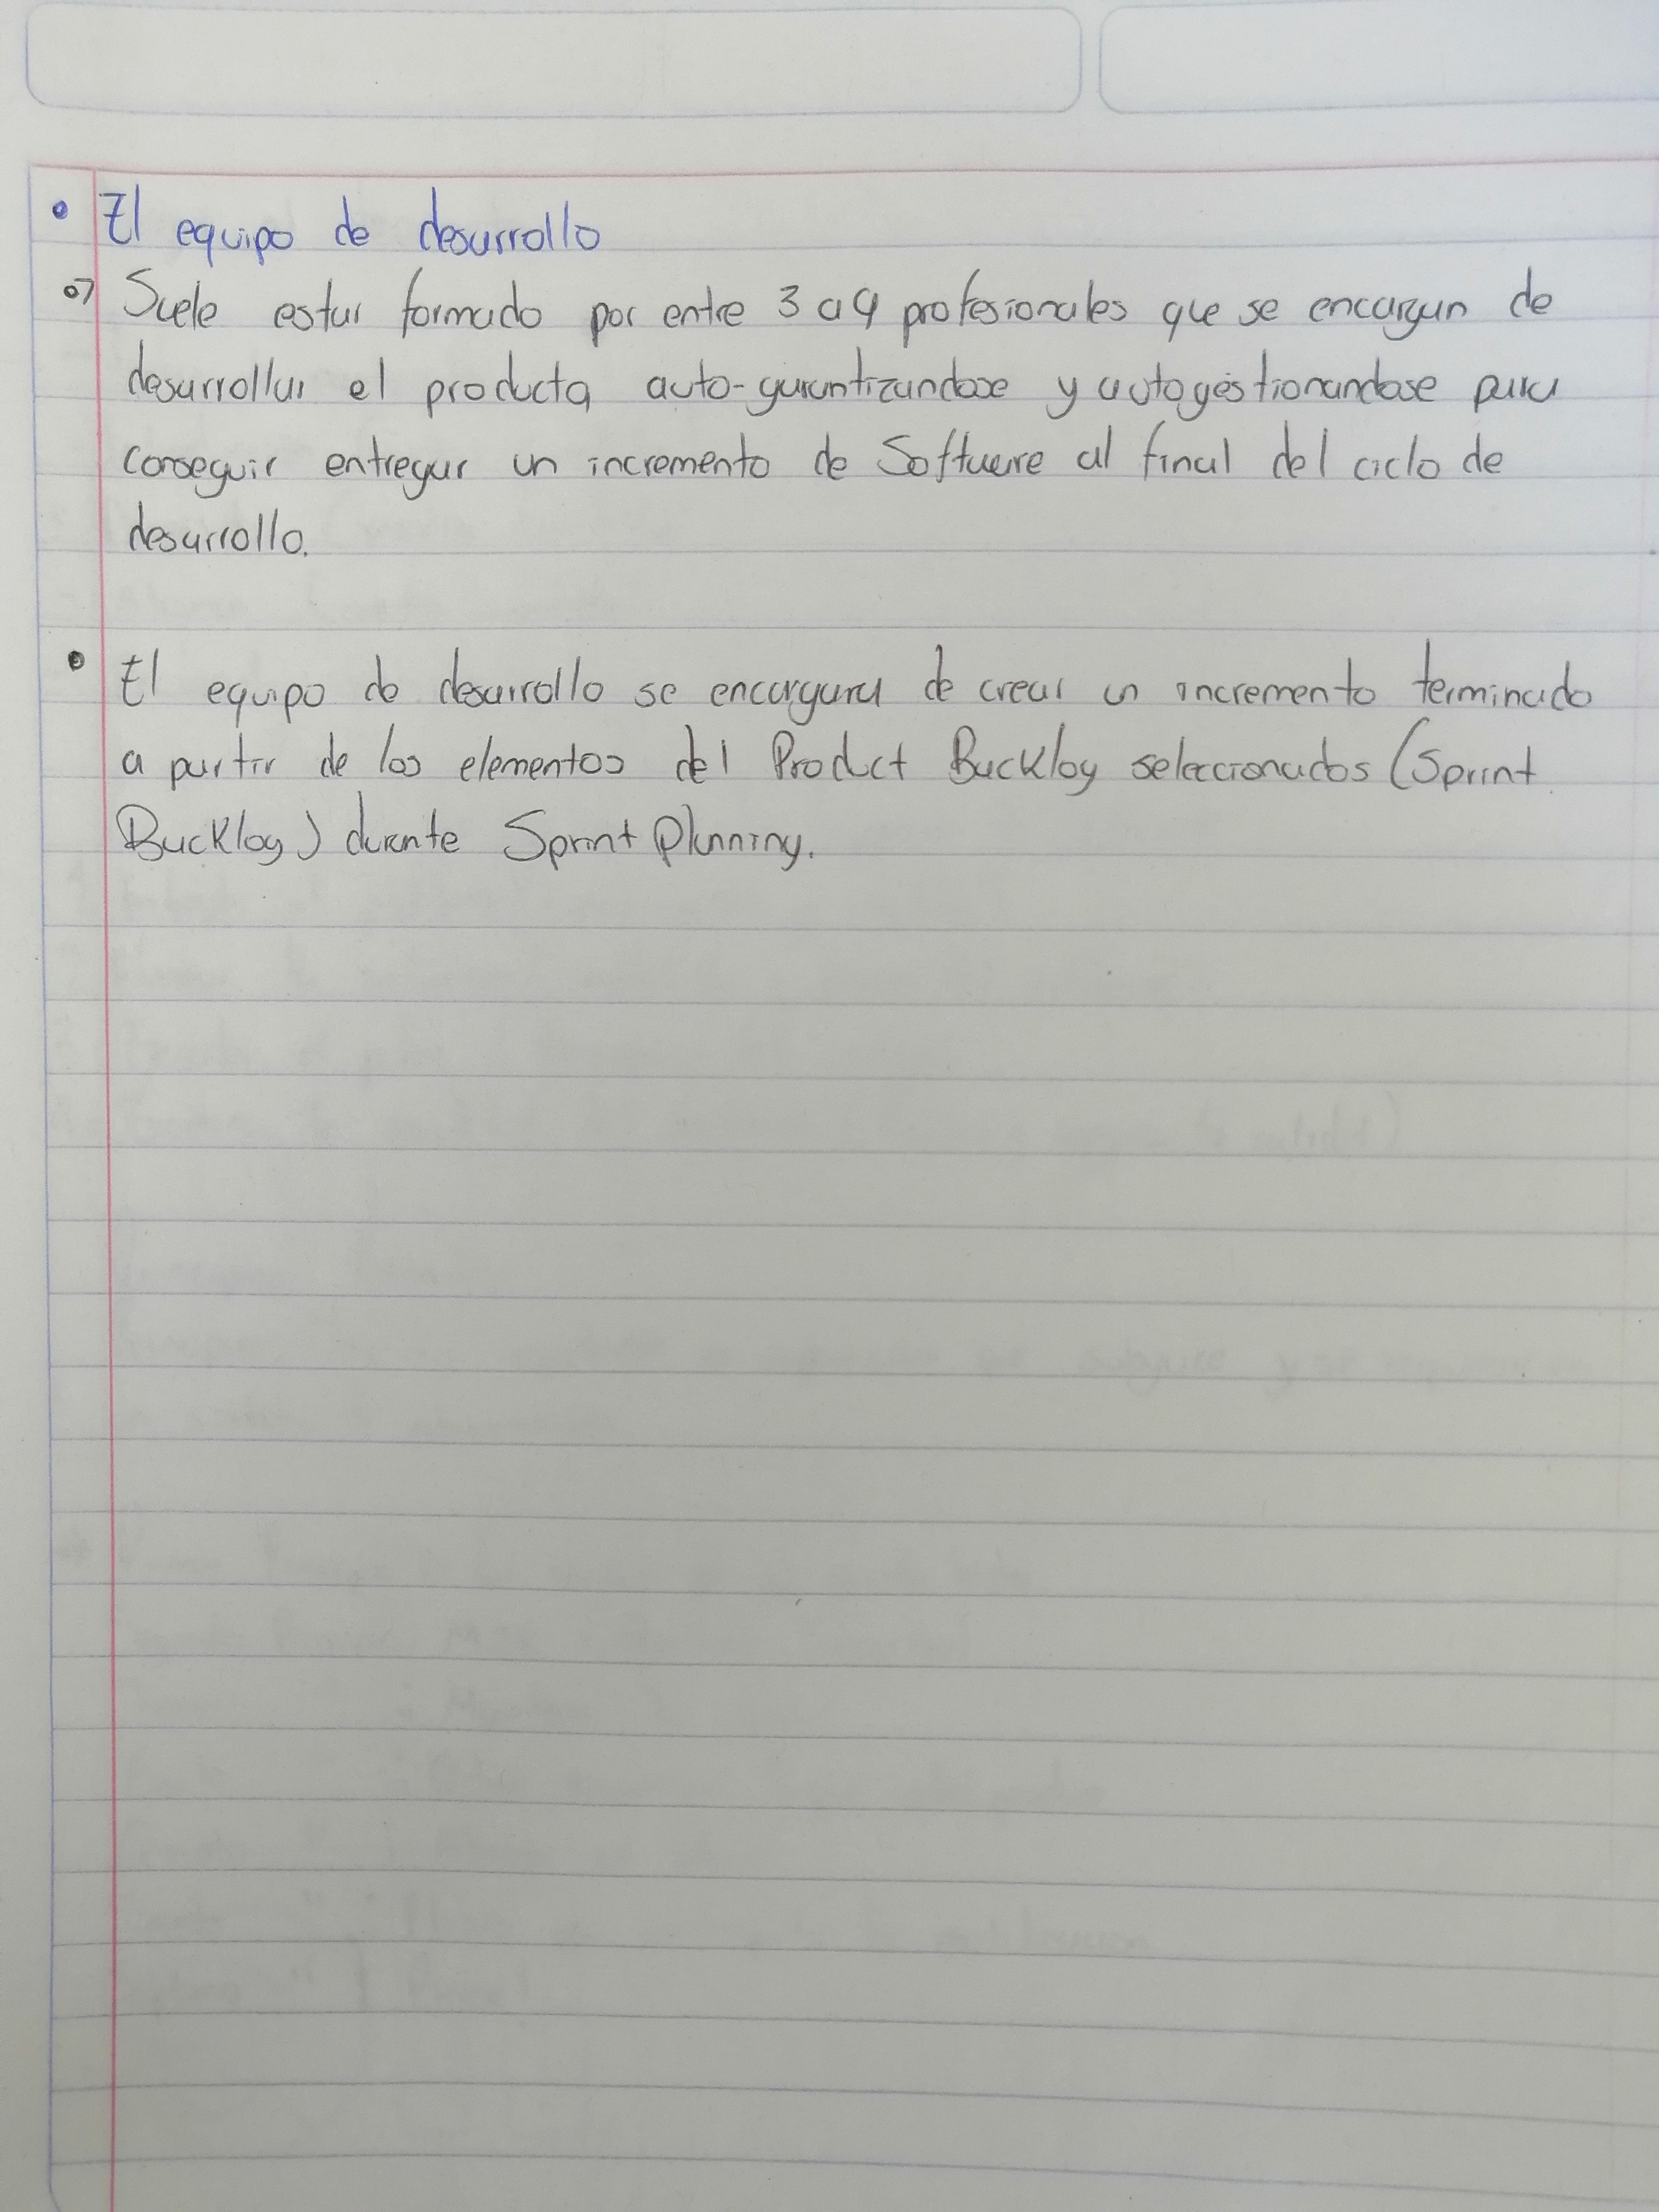 • El equipo de desarrollo
Suele estar formado por entre 3 a 9 profesionales que se encargan de
desarrollar el producta auto-garantizandose y autogestionandose para
conseguir entregar un incremento de Software al final del ciclo de
desarrollo.
• El equipo de desarrollo se encargara de crear un incremento terminado
a partir de los elementos del Product Backlog seleccionados (Sprint
Backlog) durante Sprint Planning.